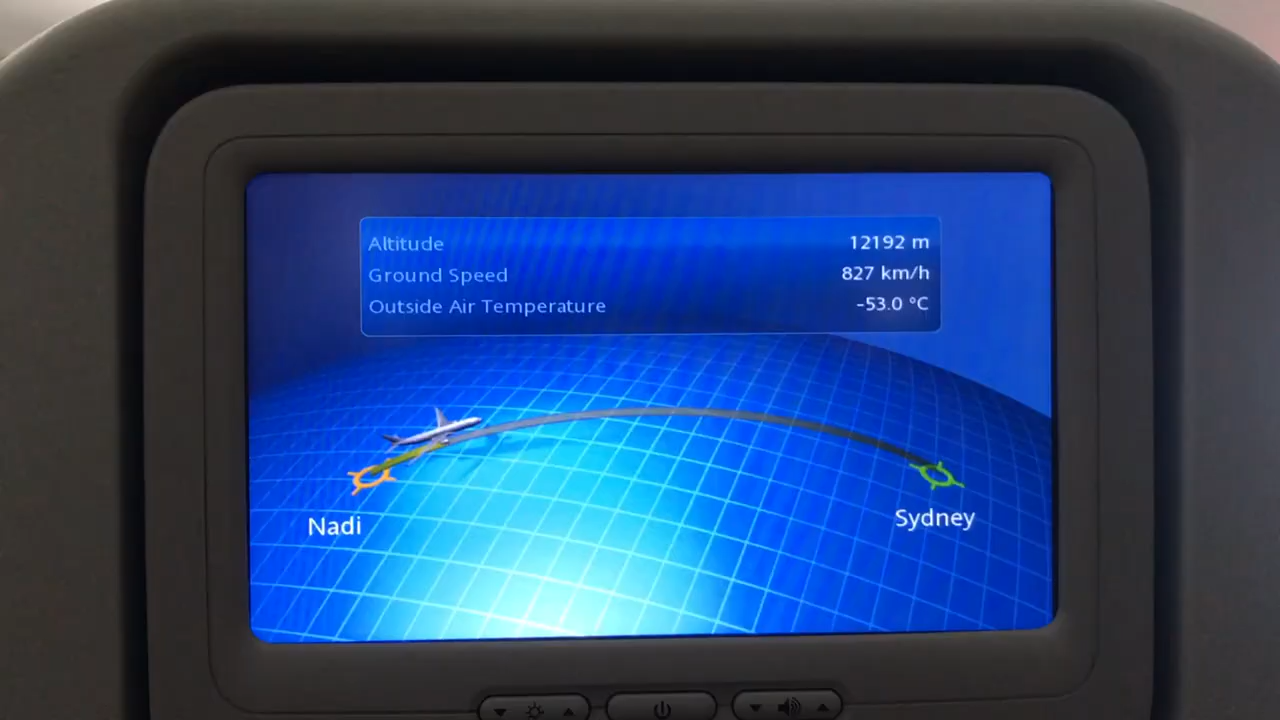 Altitude 12192 m
Ground Speed 827 km/h
Outside Air Temperature -53.0 °C
Nadi
Sydney